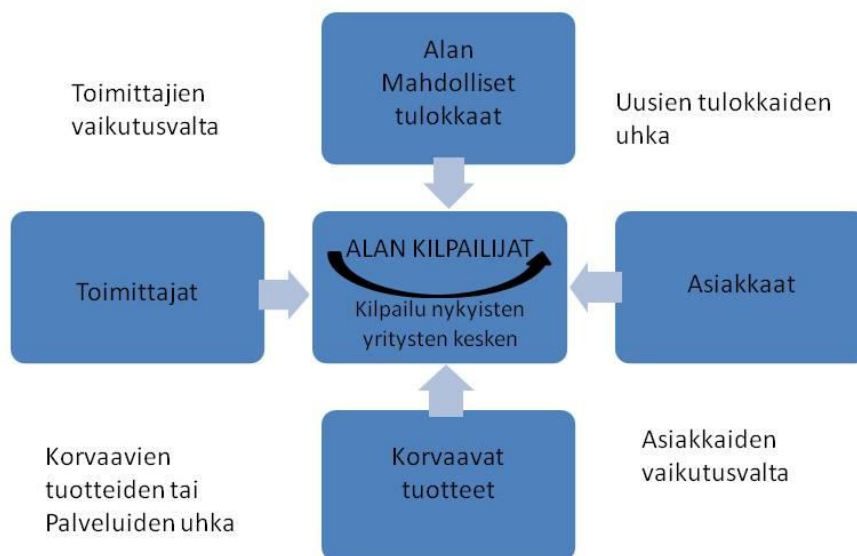 Alan
Mahdolliset
tulokkaat
Toimittajien
vaikutusvalta
Uusien tulokkaiden
uhka
Toimittajat
ALAN KILPAILIJAT
Kilpailu nykyisten
yritysten kesken
Asiakkaat
Korvaavien
tuotteiden tai
Palveluiden uhka
Korvaavat
tuotteet
Asiakkaiden
vaikutusvalta